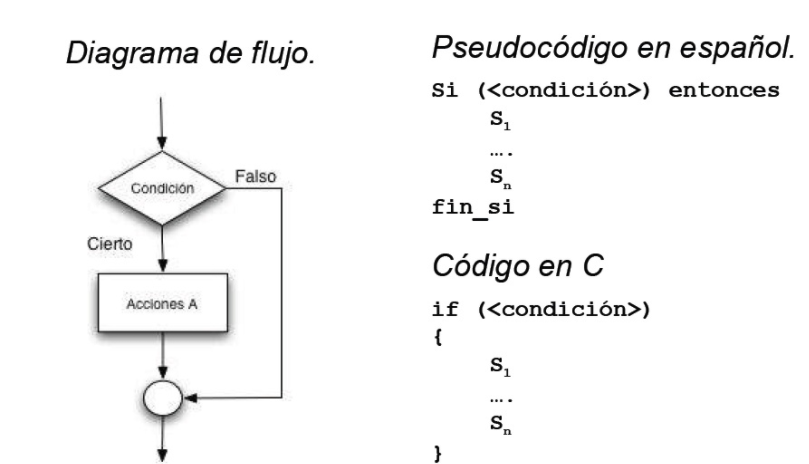 Diagrama de flujo.
Condición
Falso
Cierto
Acciones A
Pseudocódigo en español.
Si (<condición>) entonces
S₁
….
Sₙ
fin_si
Código en C
if (<condición>)
{
S₁
….
Sₙ
}